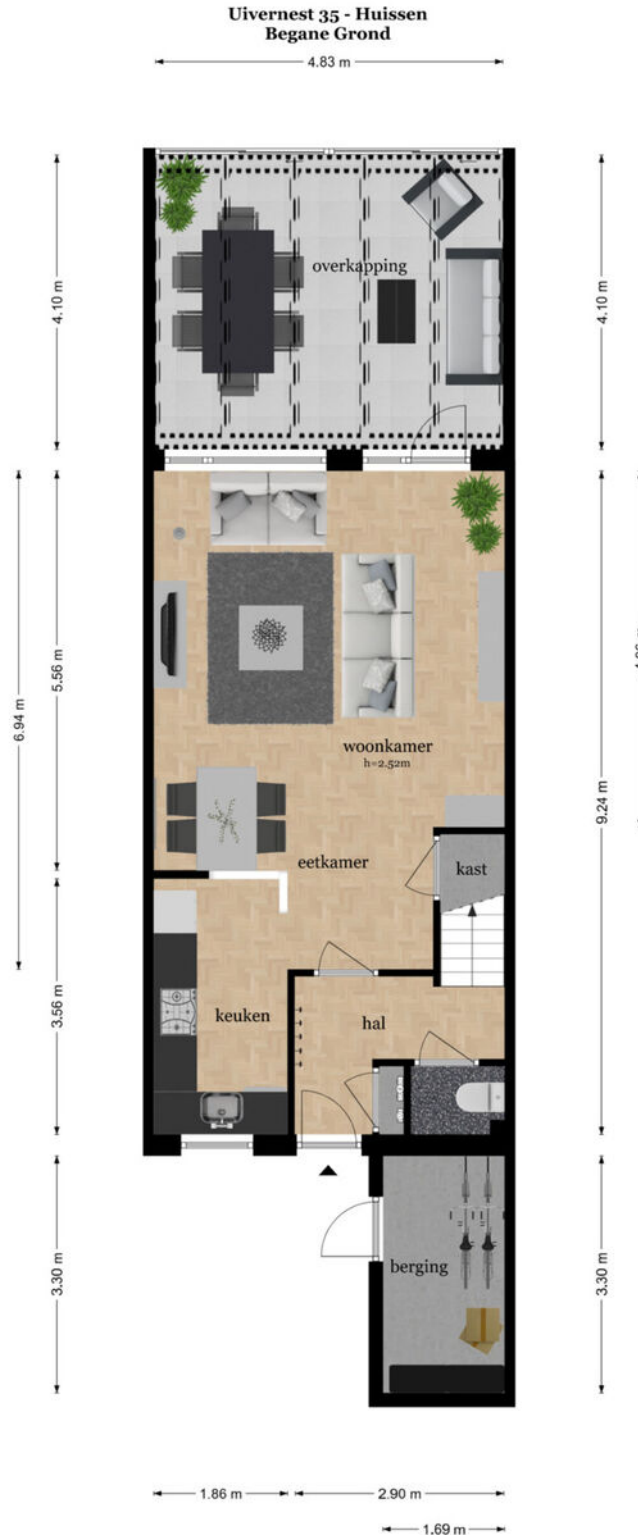 Uivernest 35 - Huissen
Begane Grond
4.83 m
4.10 m
overkapping
4.10 m
6.94 m
5.56 m
woonkamer
h=2.52m
9.24 m
eetkamer
kast
3.56 m
keuken
hal
3.30 m
berging
3.30 m
1.86 m
2.90 m
1.69 m